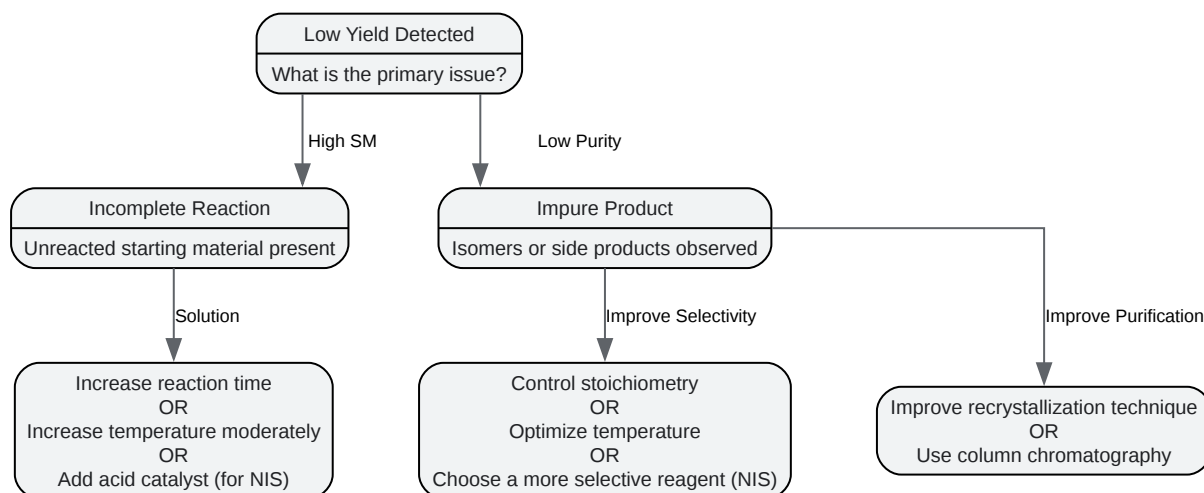 Low Yield Detected
What is the primary issue?
High SM
Low Purity
Incomplete Reaction
Unreacted starting material present
Impure Product
Isomers or side products observed
Solution
Improve Selectivity
Improve Purification
Increase reaction time
OR
Increase temperature moderately
OR
Add acid catalyst (for NIS)
Control stoichiometry
OR
Optimize temperature
OR
Choose a more selective reagent (NIS)
Improve recrystallization technique
OR
Use column chromatography